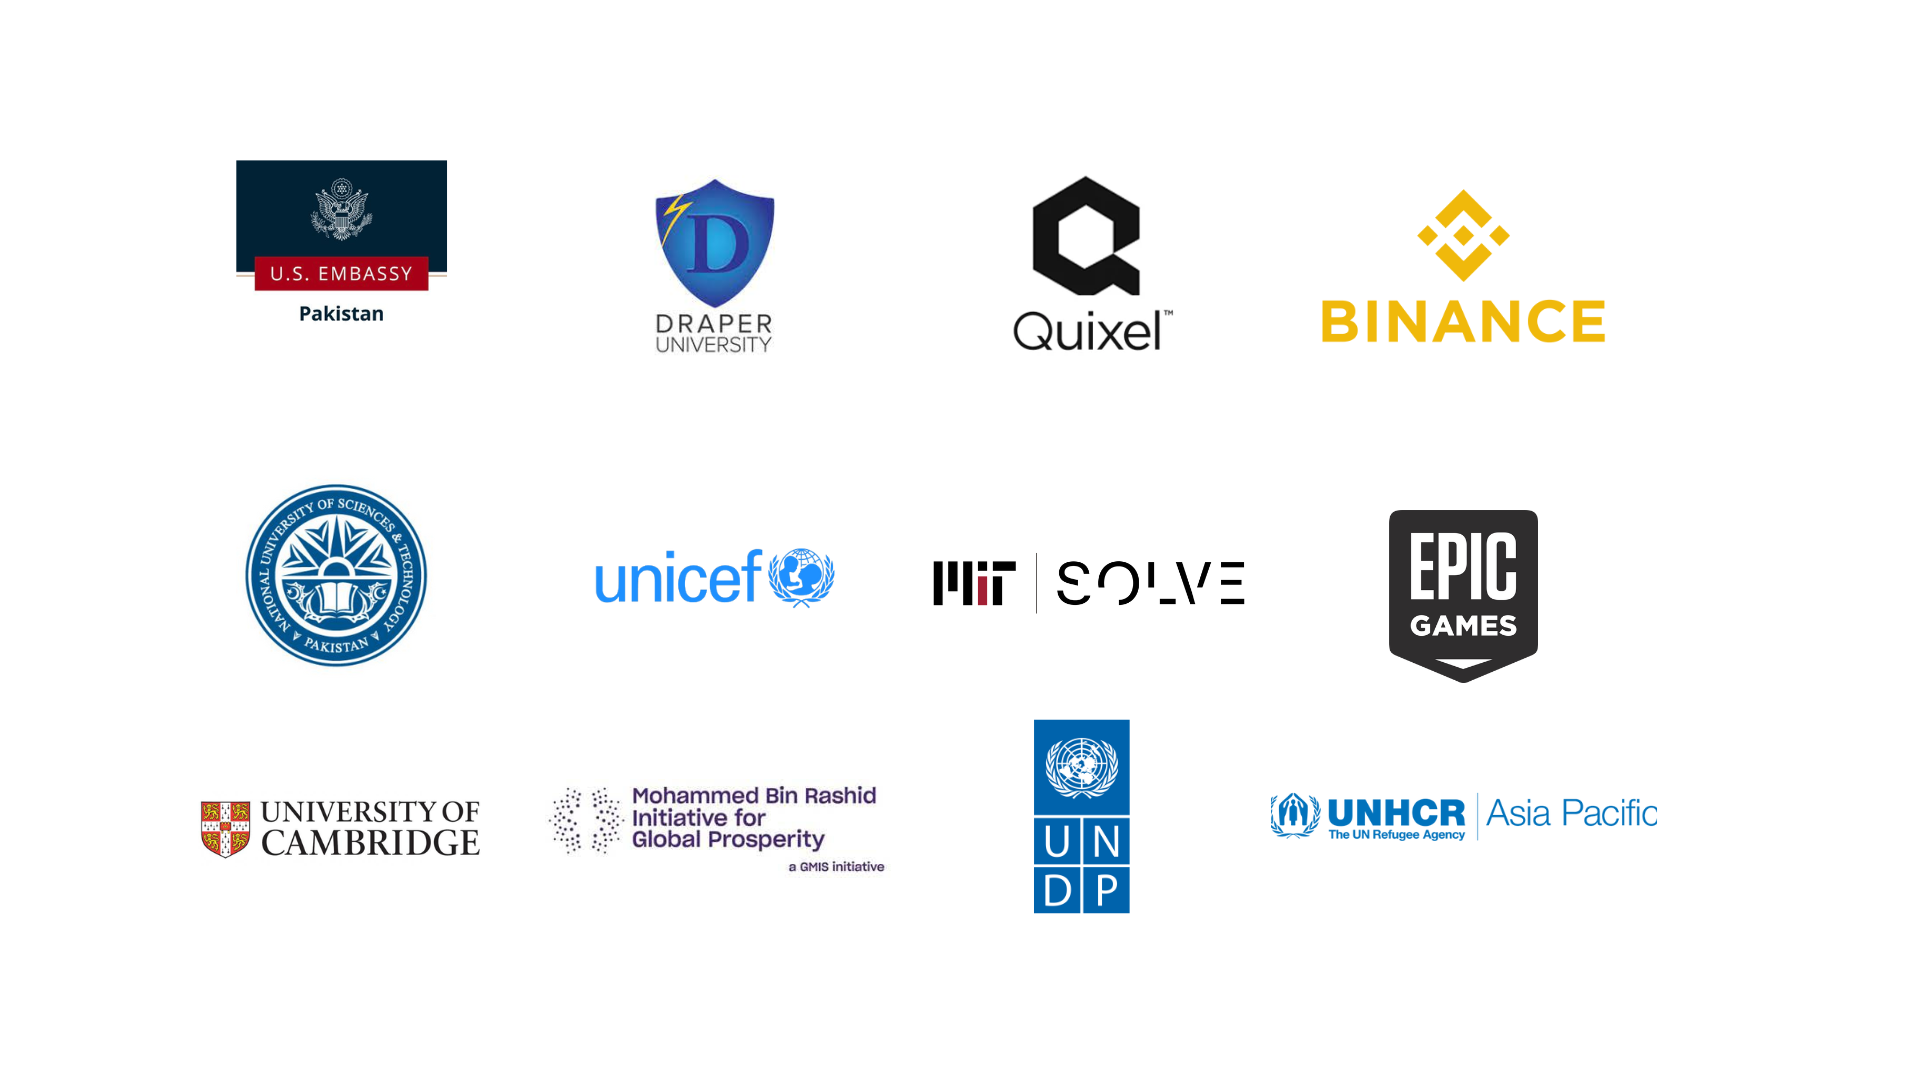 U.S. EMBASSY
Pakistan
D
DRAPER
UNIVERSITY
Quixel™
BINANCE
NATIONAL UNIVERSITY OF SCIENCES & TECHNOLOGY
PAKISTAN
unicef
MIT | SOLVE
EPIC
GAMES
UNIVERSITY OF
CAMBRIDGE
Mohammed Bin Rashid
Initiative for
Global Prosperity
a GMIS initiative
U N
D P
UNHCR | Asia Pacific
The UN Refugee Agency